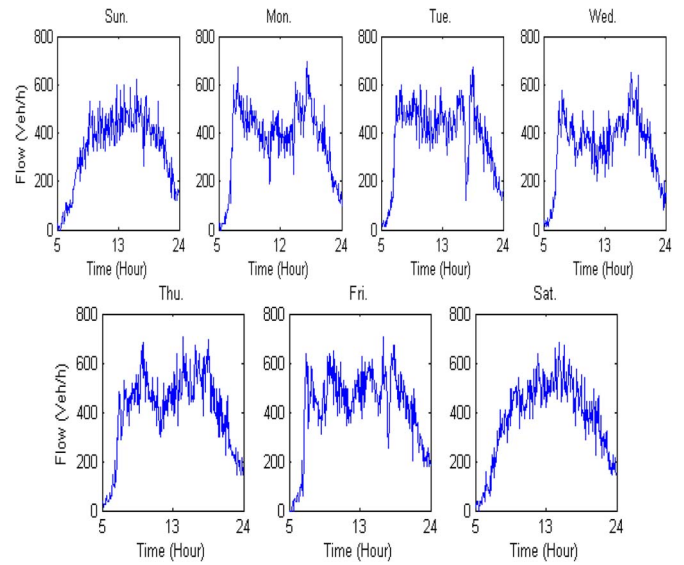 Sun. Mon. Tue. Wed.
800 800 800 800
600 600 600 600
400 400 400 400
200 200 200 200
0 0 0 0
Flow (Veh/h)
5 13 24 5 12 24 5 13 24 5 13 24
Time (Hour) Time (Hour) Time (Hour) Time (Hour)
Thu. Fri. Sat.
800 800 800
600 600 600
400 400 400
200 200 200
0 0 0
Flow (Veh/h)
5 13 24 5 13 24 5 13 24
Time (Hour) Time (Hour) Time (Hour)